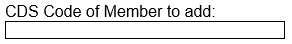 CDS Code of Member to add: